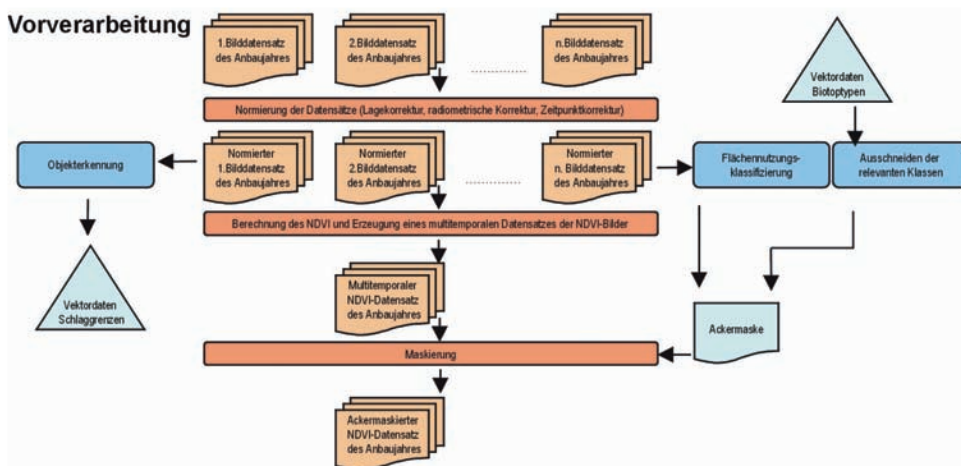 Vorverarbeitung
1.Bilddatensatz
des Anbaujahres
2.Bilddatensatz
des Anbaujahres
n.Bilddatensatz
des Anbaujahres
Vektordaten
Biotoptypen
Normierung der Datensätze (Lagekorrektur, radiometrische Korrektur, Zeitpunktkorrektur)
Objekterkennung
Normierter
1.Bilddatensatz
des Anbaujahres
Normierter
2.Bilddatensatz
des Anbaujahres
Normierter
n. Bilddatensatz
des Anbaujahres
Flächennutzungs-
klassifizierung
Ausschneiden der
relevanten Klassen
Berechnung des NDVI und Erzeugung eines multitemporalen Datensatzes der NDVI-Bilder
Vektordaten
Schlaggrenzen
Multitemporaler
NDVI-Datensatz
des Anbaujahres
Ackermaske
Maskierung
Ackermaskierter
NDVI-Datensatz
des Anbaujahres